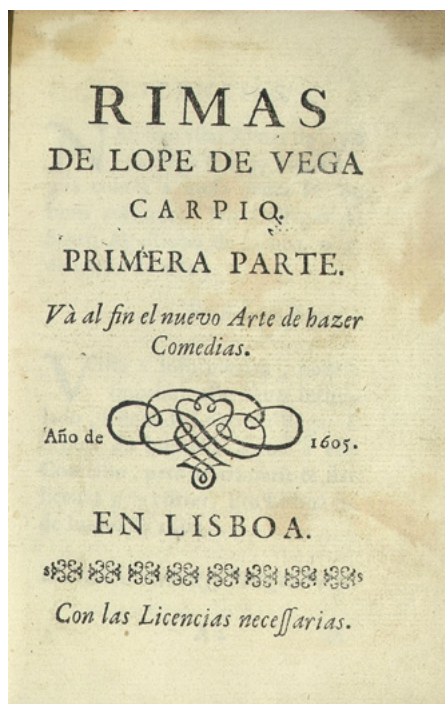 RIMAS
DE LOPE DE VEGA
CARPIO.
PRIMERA PARTE.
Và al fin el nuevo Arte de hazer
Comedias.
Año de 1605.
EN LISBOA.
Con las Licencias neceſſarias.